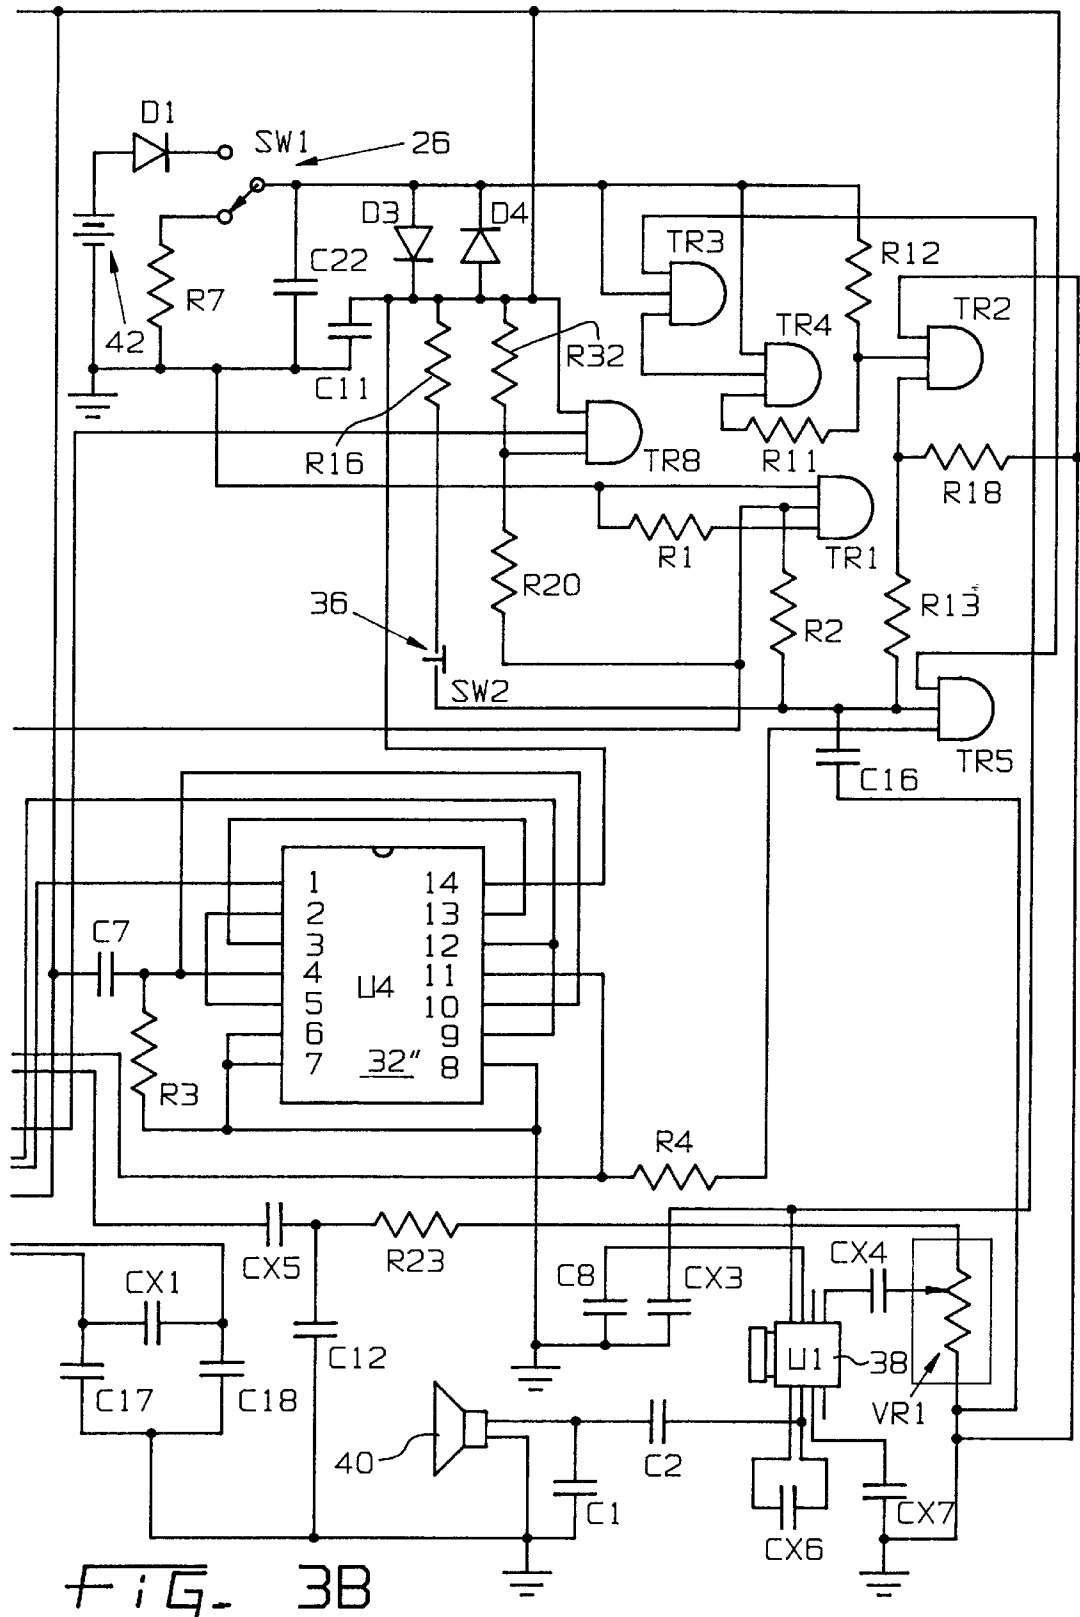 D1
SW1
26
D3
D4
TR3
R12
C22
R7
TR2
TR4
42
R32
C11
R16
TR8
R11
R18
R1
TR1
R20
36
R2
R13
SW2
TR5
C16
1 14
2 13
C7
3 12
4 11
U4
5 10
6 9
7 32" 8
R3
R4
CX5
R23
C8
CX3
CX4
CX1
C12
U1
38
C17
C18
VR1
40
C2
C1
CX7
CX6
FIG. 3B